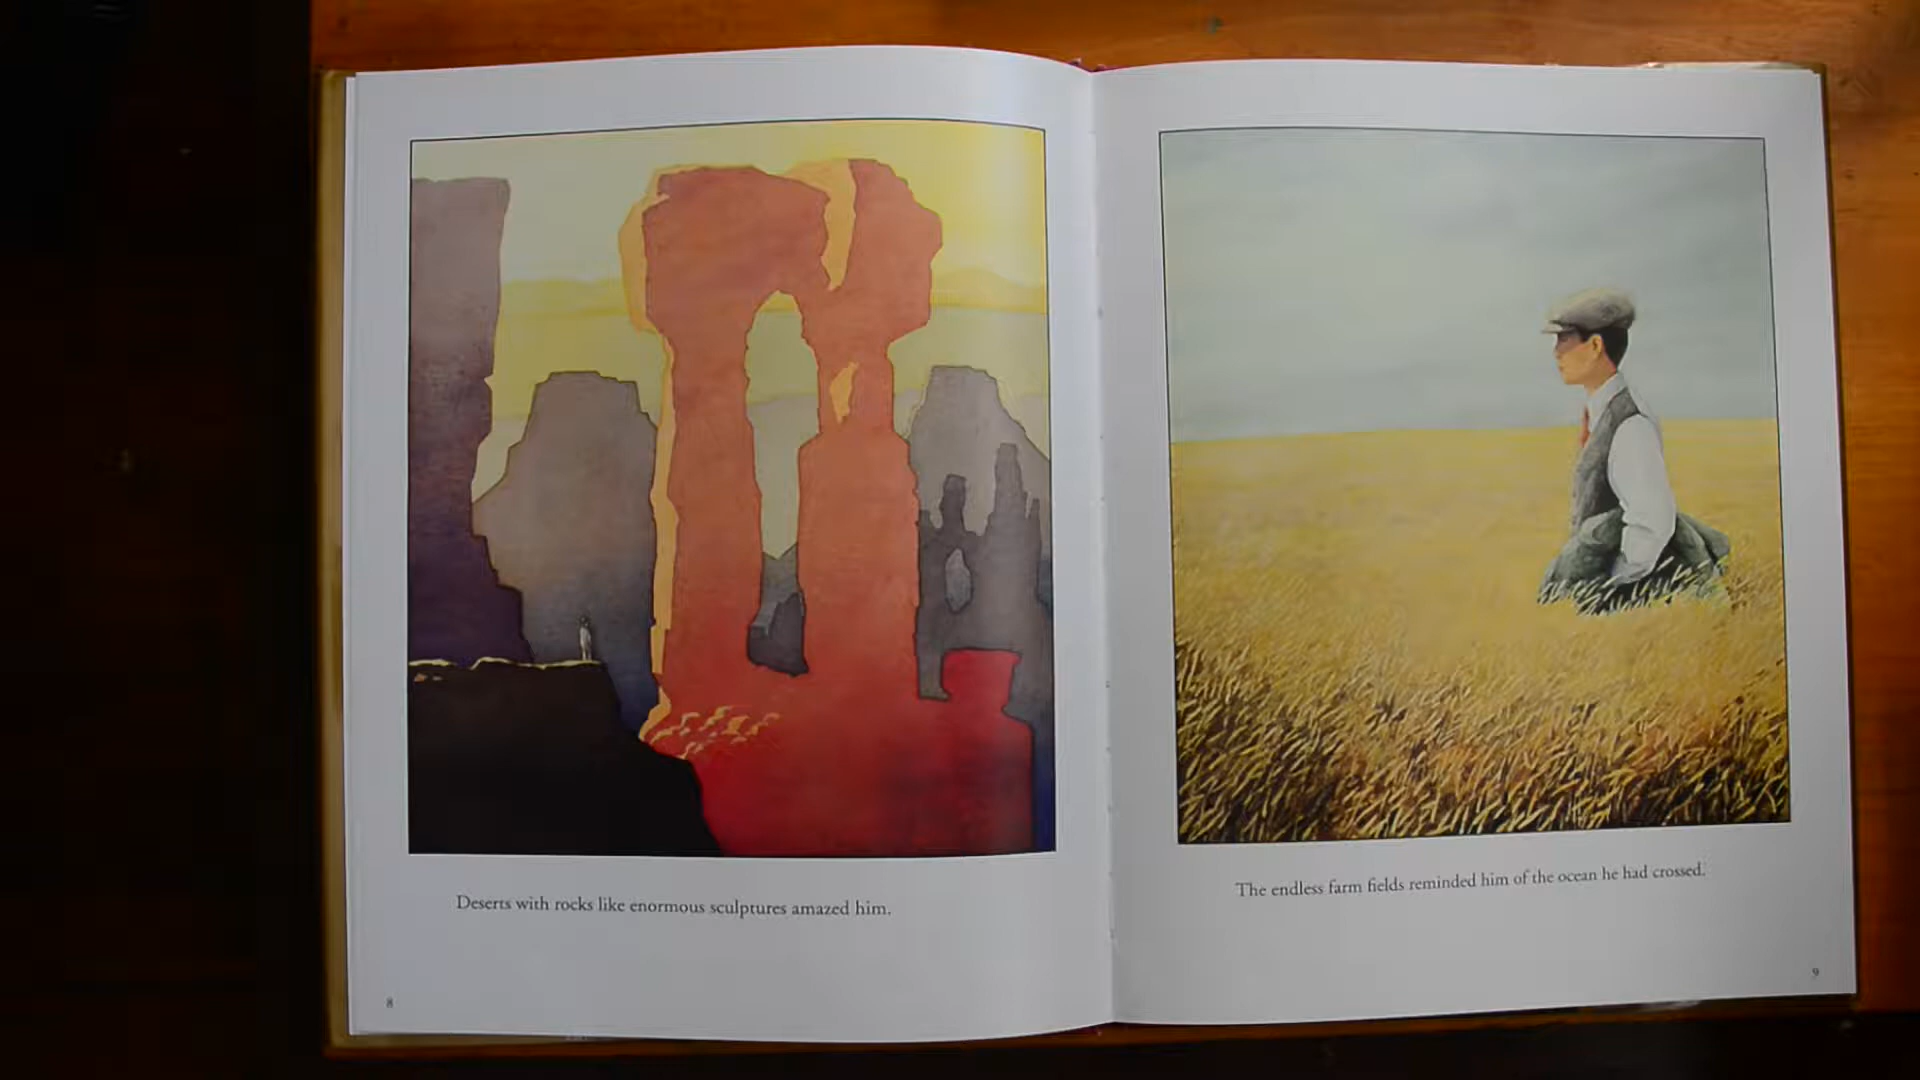 Deserts with rocks like enormous sculptures amazed him.
8
The endless farm fields reminded him of the ocean he had crossed.
9